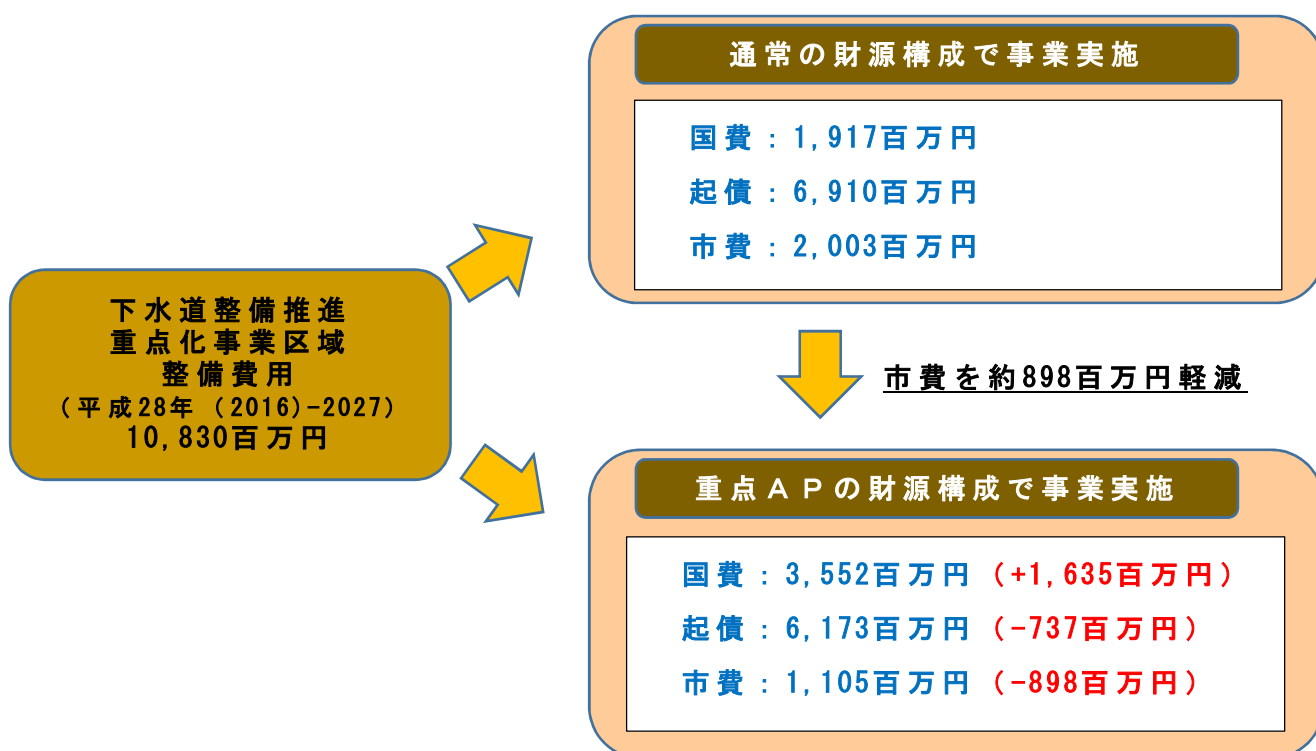 下水道整備推進
重点化事業区域
整備費用
(平成28年 (2016)-2027)
10,830百万円
通常の財源構成で事業実施
国費:1,917百万円
起債:6,910百万円
市費:2,003百万円
市費を約898百万円軽減
重点APの財源構成で事業実施
国費:3,552百万円 (+1,635百万円)
起債:6,173百万円 (-737百万円)
市費:1,105百万円 (-898百万円)